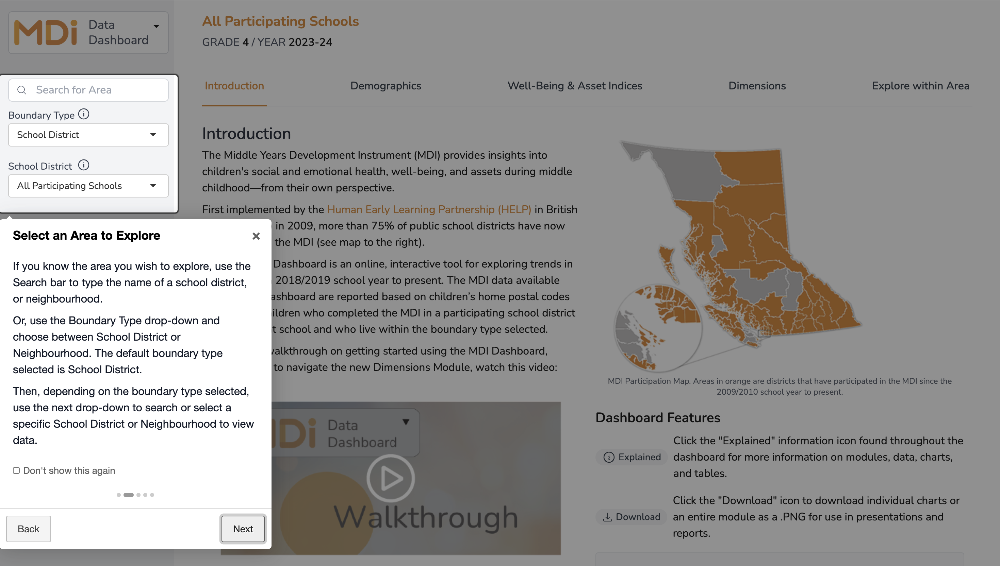 MDi
Data
Dashboard
Search for Area
Boundary Type
School District
School District
All Participating Schools
Select an Area to Explore
If you know the area you wish to explore, use the
Search bar to type the name of a school district,
or neighbourhood.
Or, use the Boundary Type drop-down and
choose between School District or
Neighbourhood. The default boundary type
selected is School District.
Then, depending on the boundary type selected,
use the next drop-down to search or select a
specific School District or Neighbourhood to view
data.
Don't show this again
Back
Next
All Participating Schools
GRADE 4 / YEAR 2023-24
Introduction
Demographics
Well-Being & Asset Indices
Dimensions
Explore within Area
Introduction
The Middle Years Development Instrument (MDI) provides insights into
children's social and emotional health, well-being, and assets during middle
childhood—from their own perspective.
First implemented by the Human Early Learning Partnership (HELP) in British
in 2009, more than 75% of public school districts have now
the MDI (see map to the right).
Dashboard is an online, interactive tool for exploring trends in
2018/2019 school year to present. The MDI data available
ashboard are reported based on children’s home postal codes
ildren who completed the MDI in a participating school district
t school and who live within the boundary type selected.
walkthrough on getting started using the MDI Dashboard,
to navigate the new Dimensions Module, watch this video:
Di
Data
Dashboard
Walkthrough
MDI Participation Map. Areas in orange are districts that have participated in the MDI since the
2009/2010 school year to present.
Dashboard Features
Explained
Click the "Explained" information icon found throughout the
dashboard for more information on modules, data, charts,
and tables.
Download
Click the "Download" icon to download individual charts or
an entire module as a .PNG for use in presentations and
reports.